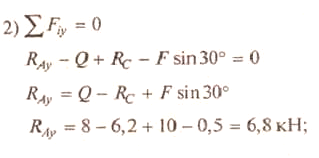 2) ∑ F_iy = 0
R_Ay − Q + R_C − F sin 30° = 0
R_Ay = Q − R_C + F sin 30°
R_Ay = 8 − 6,2 + 10 − 0,5 = 6,8 кН;